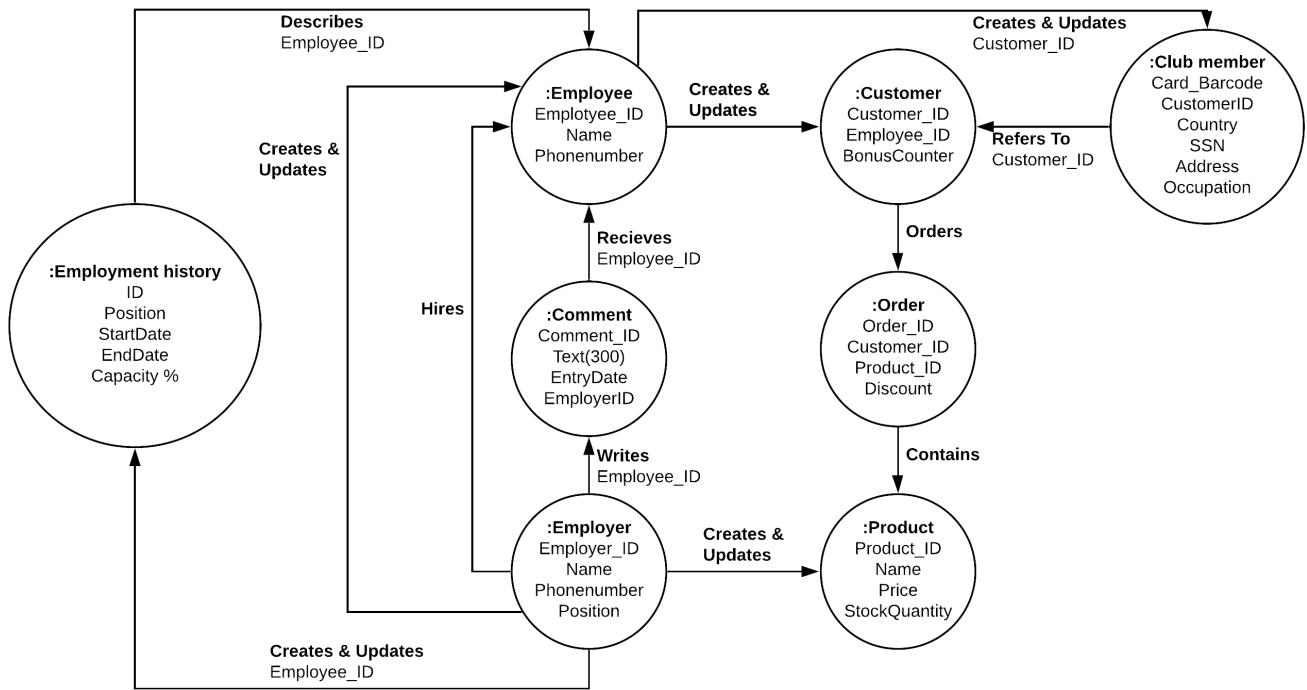 Describes
Employee_ID
Creates & Updates
Customer_ID
:Employee
Emplotyee_ID
Name
Phonenumber
Creates &
Updates
:Customer
Customer_ID
Employee_ID
BonusCounter
:Club member
Card_Barcode
CustomerID
Country
SSN
Address
Occupation
Refers To
Customer_ID
Creates &
Updates
Recieves
Employee_ID
Orders
:Employment history
ID
Position
StartDate
EndDate
Capacity %
Hires
:Comment
Comment_ID
Text(300)
EntryDate
EmployerID
:Order
Order_ID
Customer_ID
Product_ID
Discount
Writes
Employee_ID
Contains
:Employer
Employer_ID
Name
Phonenumber
Position
Creates &
Updates
:Product
Product_ID
Name
Price
StockQuantity
Creates & Updates
Employee_ID